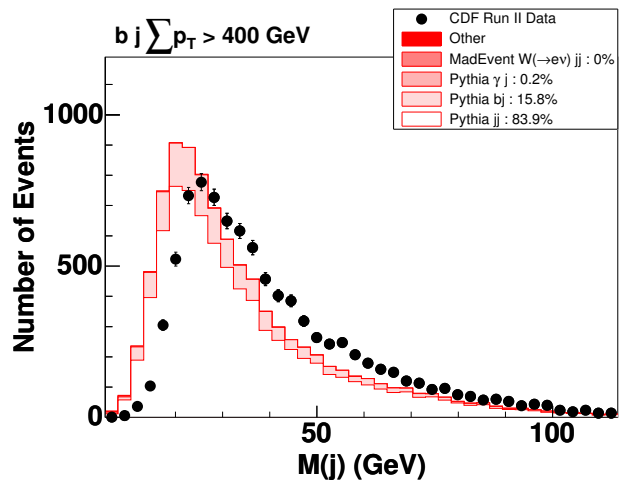 b j ∑p_T > 400 GeV
CDF Run II Data
Other
MadEvent W(→eν) jj : 0%
Pythia γ j : 0.2%
Pythia bj : 15.8%
Pythia jj : 83.9%
Number of Events
1000
500
0
50
100
M(j) (GeV)